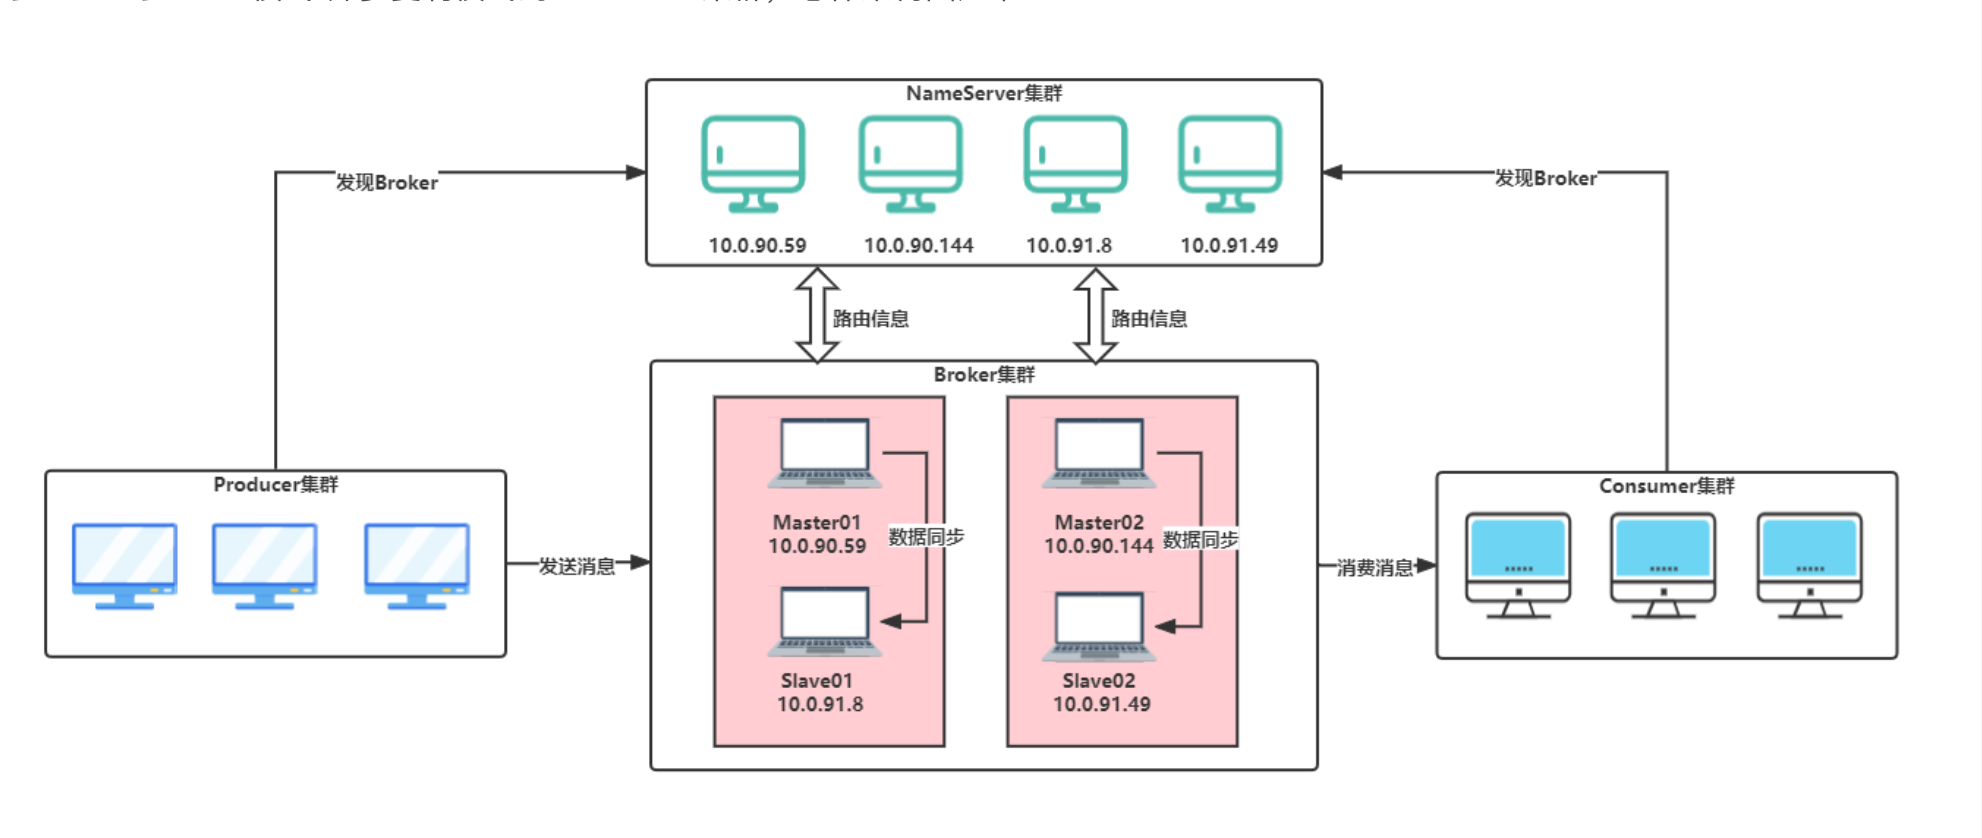 NameServer集群
10.0.90.59
10.0.90.144
10.0.91.8
10.0.91.49
发现Broker
发现Broker
路由信息
路由信息
Broker集群
Master01
10.0.90.59
数据同步
Slave01
10.0.91.8
Master02
10.0.90.144
数据同步
Slave02
10.0.91.49
Producer集群
发送消息
消费消息
Consumer集群